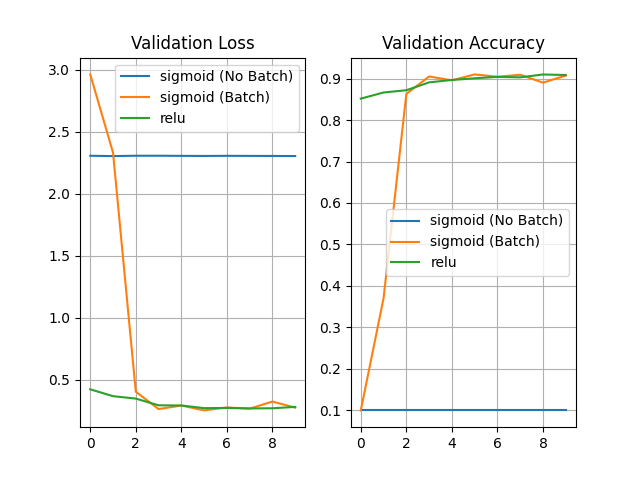 Validation Loss
3.0
2.5
2.0
1.5
1.0
0.5
0 2 4 6 8
sigmoid (No Batch)
sigmoid (Batch)
relu
Validation Accuracy
0.9
0.8
0.7
0.6
0.5
0.4
0.3
0.2
0.1
0 2 4 6 8
sigmoid (No Batch)
sigmoid (Batch)
relu